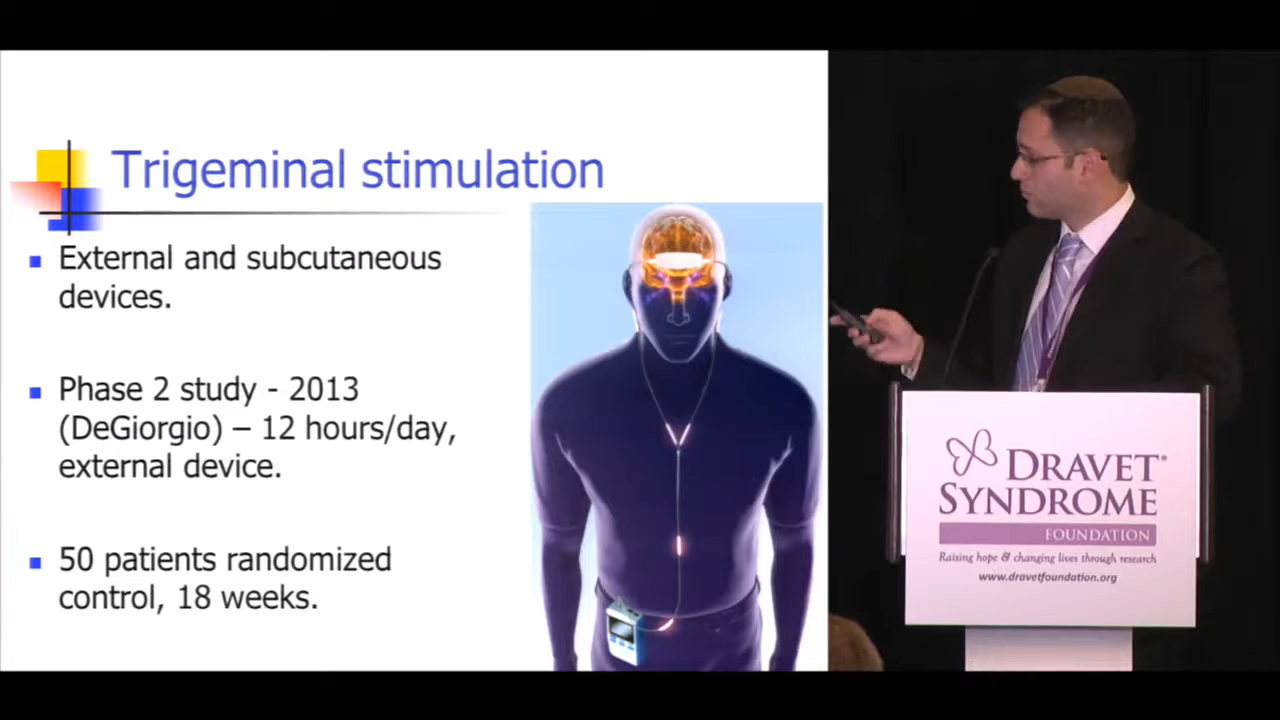 Trigeminal stimulation
External and subcutaneous
devices.
Phase 2 study - 2013
(DeGiorgio) – 12 hours/day,
external device.
50 patients randomized
control, 18 weeks.
DRAVET®
SYNDROME
FOUNDATION
Raising hope & changing lives through research
www.dravetfoundation.org